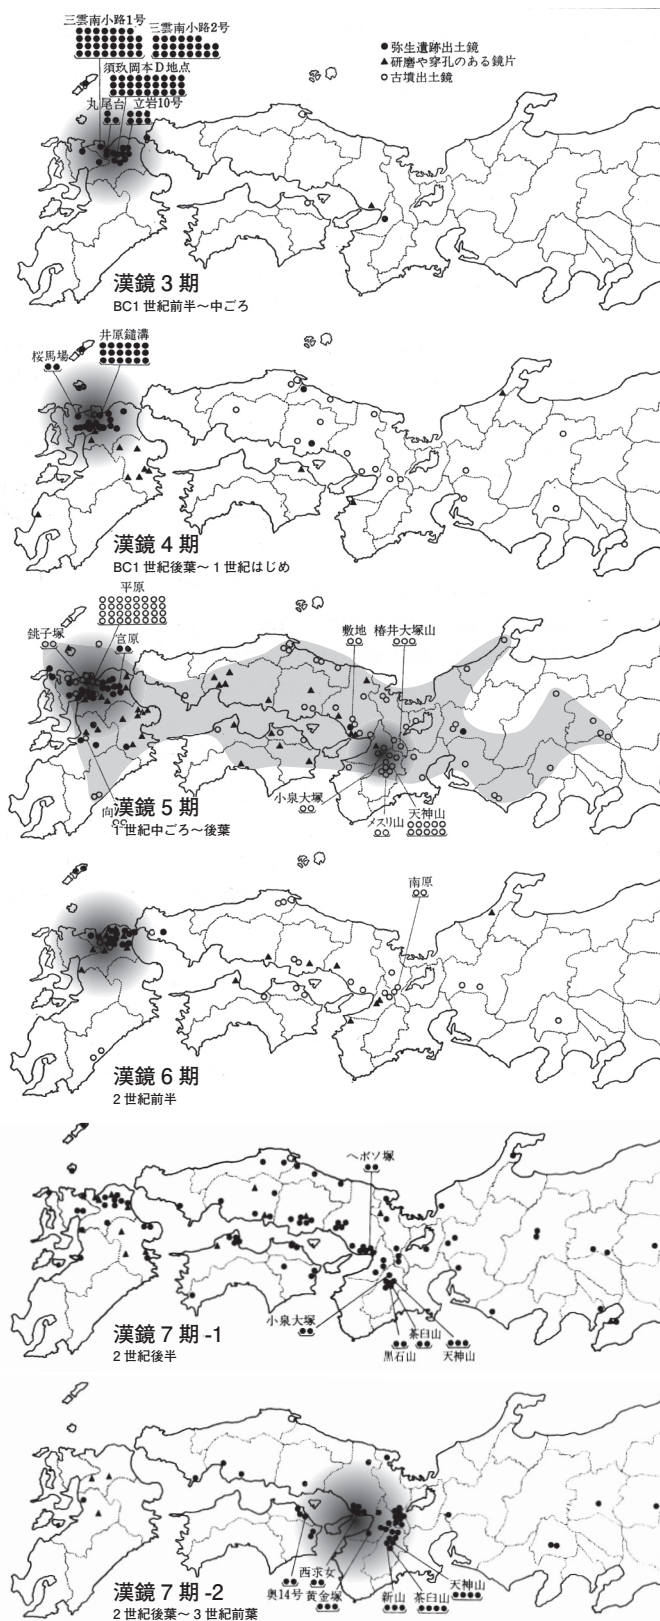 三雲南小路1号
三雲南小路2号
須玖岡本D地点
丸尾台
立岩10号
●弥生遺跡出土鏡
▲研磨や穿孔のある鏡片
○古墳出土鏡
漢鏡3期
BC1世紀前半～中ごろ
井原鑓溝
桜馬場
漢鏡4期
BC1世紀後葉～1世紀はじめ
平原
銚子塚
宮原
敷地
椿井大塚山
小泉大塚
メスリ山
天神山
向
漢鏡5期
1世紀中ごろ～後葉
南原
漢鏡6期
2世紀前半
ヘボソ塚
小泉大塚
茶臼山
黒石山
天神山
漢鏡7期-1
2世紀後半
西求女
奥14号
黄金塚
新山
茶臼山
天神山
漢鏡7期-2
2世紀後葉～3世紀前葉